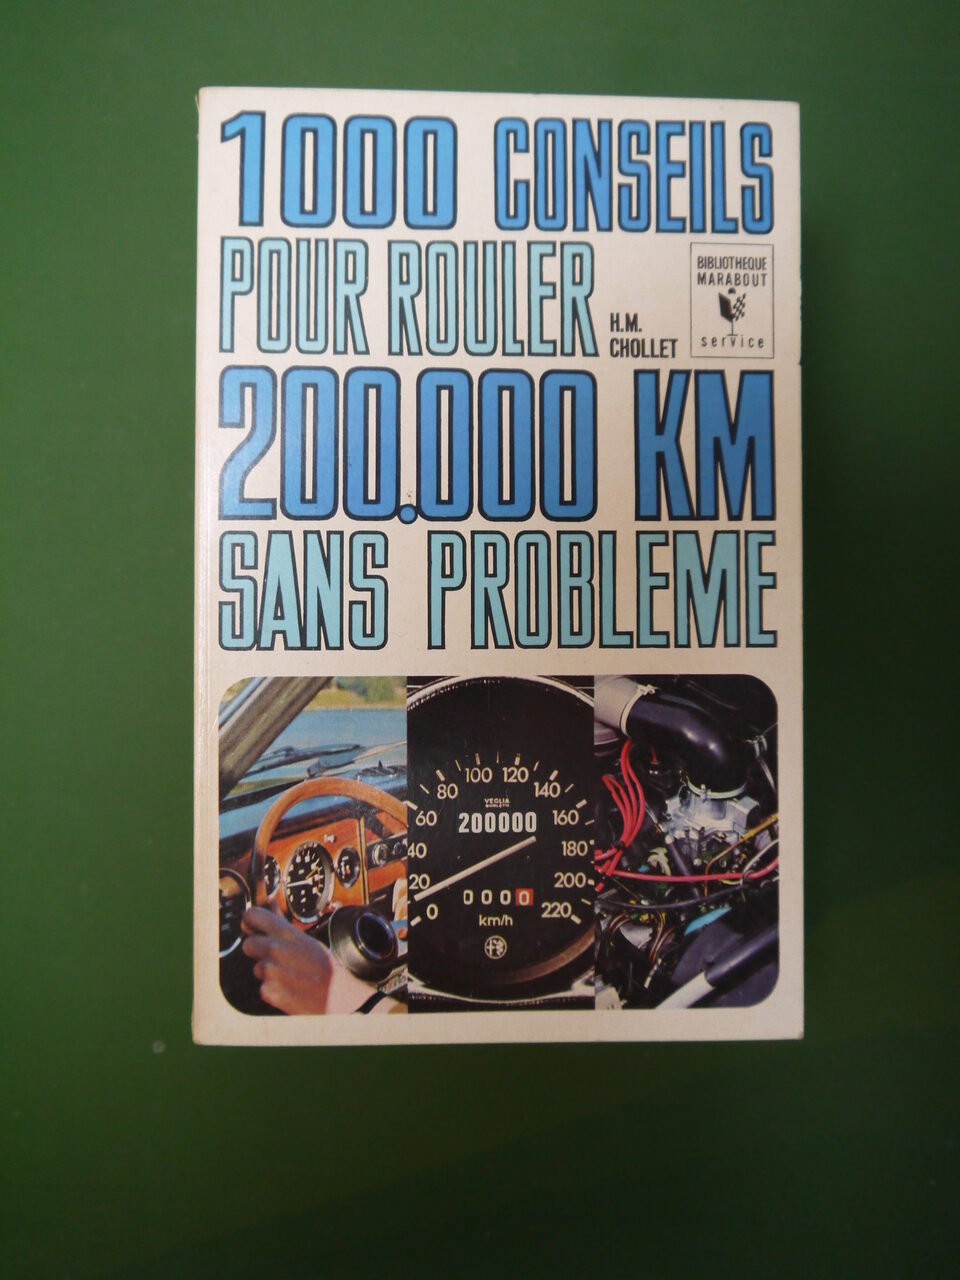 1000 CONSEILS
POUR ROULER
H.M.
CHOLLET
BIBLIOTHEQUE
MARABOUT
service
200.000 KM
SANS PROBLEME
100 120
80 140
VEGLIA
BORLETTI
60 200000 160
40 180
20 200
0 0000 220
km/h